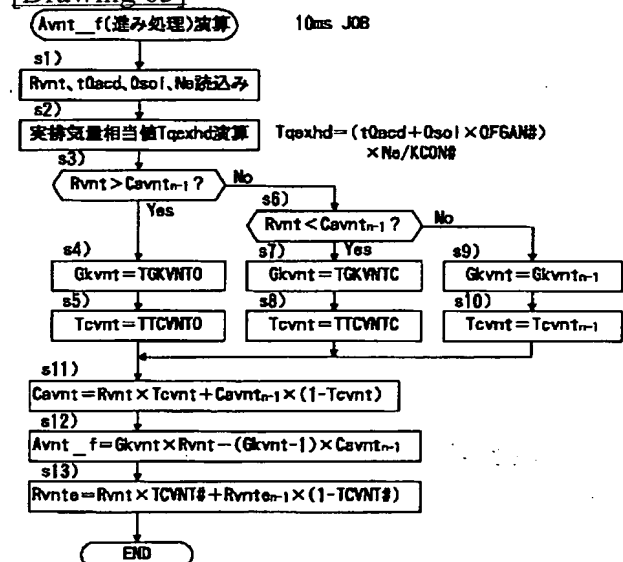 [Drawing 63]
Avnt_f(進み処理)演算
10ms JOB
s1)
Rvnt、tQacd、Qsol、Ne読込み
s2)
実排気量相当値Tqexhd演算
Tqexhd=(tQacd+Qsol×QFGAN#)
×Ne/KCON#
s3)
Rvnt>Cavntn-1?
No
Yes
s6)
Rvnt<Cavntn-1?
No
Yes
s4)
Gkvnt=TGKVNTO
s7)
Gkvnt=TGKVNTC
s9)
Gkvnt=Gkvntn-1
s5)
Tcvnt=TTCVNTO
s8)
Tcvnt=TTCVNTC
s10)
Tcvnt=Tcvntn-1
s11)
Cavnt=Rvnt×Tcvnt+Cavntn-1×(1-Tcvnt)
s12)
Avnt_f=Gkvnt×Rvnt-(Gkvnt-1)×Cavntn-1
s13)
Rvnte=Rvnt×TCVNT#+Rvnten-1×(1-TCVNT#)
END